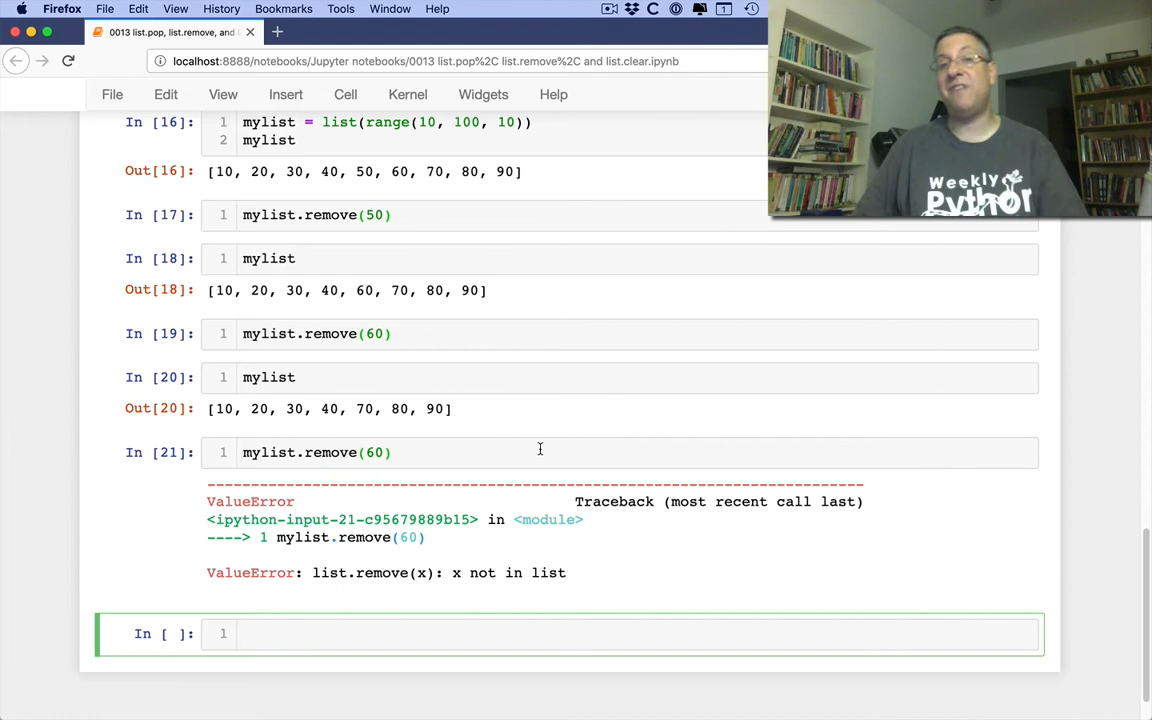 Firefox File Edit View History Bookmarks Tools Window Help
0013 list.pop, list.remove, and
localhost:8888/notebooks/Jupyter notebooks/0013 list.pop%2C list.remove%2C and list.clear.ipynb
File Edit View Insert Cell Kernel Widgets Help
In [16]: 1 mylist = list(range(10, 100, 10))
2 mylist
Out[16]: [10, 20, 30, 40, 50, 60, 70, 80, 90]
In [17]: 1 mylist.remove(50)
In [18]: 1 mylist
Out[18]: [10, 20, 30, 40, 60, 70, 80, 90]
In [19]: 1 mylist.remove(60)
In [20]: 1 mylist
Out[20]: [10, 20, 30, 40, 70, 80, 90]
In [21]: 1 mylist.remove(60)
ValueError Traceback (most recent call last)
<ipython-input-21-c95679889b15> in <module>
----> 1 mylist.remove(60)
ValueError: list.remove(x): x not in list
In [ ]: 1
Weekly
Python